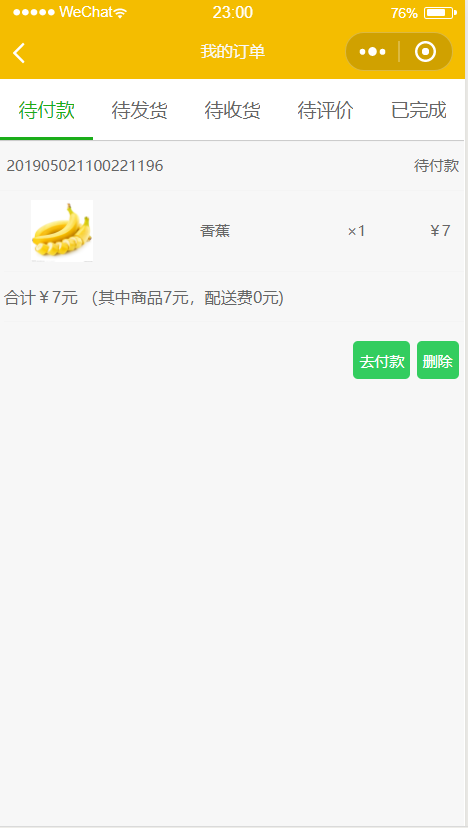 WeChat 23:00 76%
我的订单
待付款 待发货 待收货 待评价 已完成
201905021100221196 待付款
香蕉 ×1 ￥7
合计￥7元 （其中商品7元，配送费0元)
去付款 删除